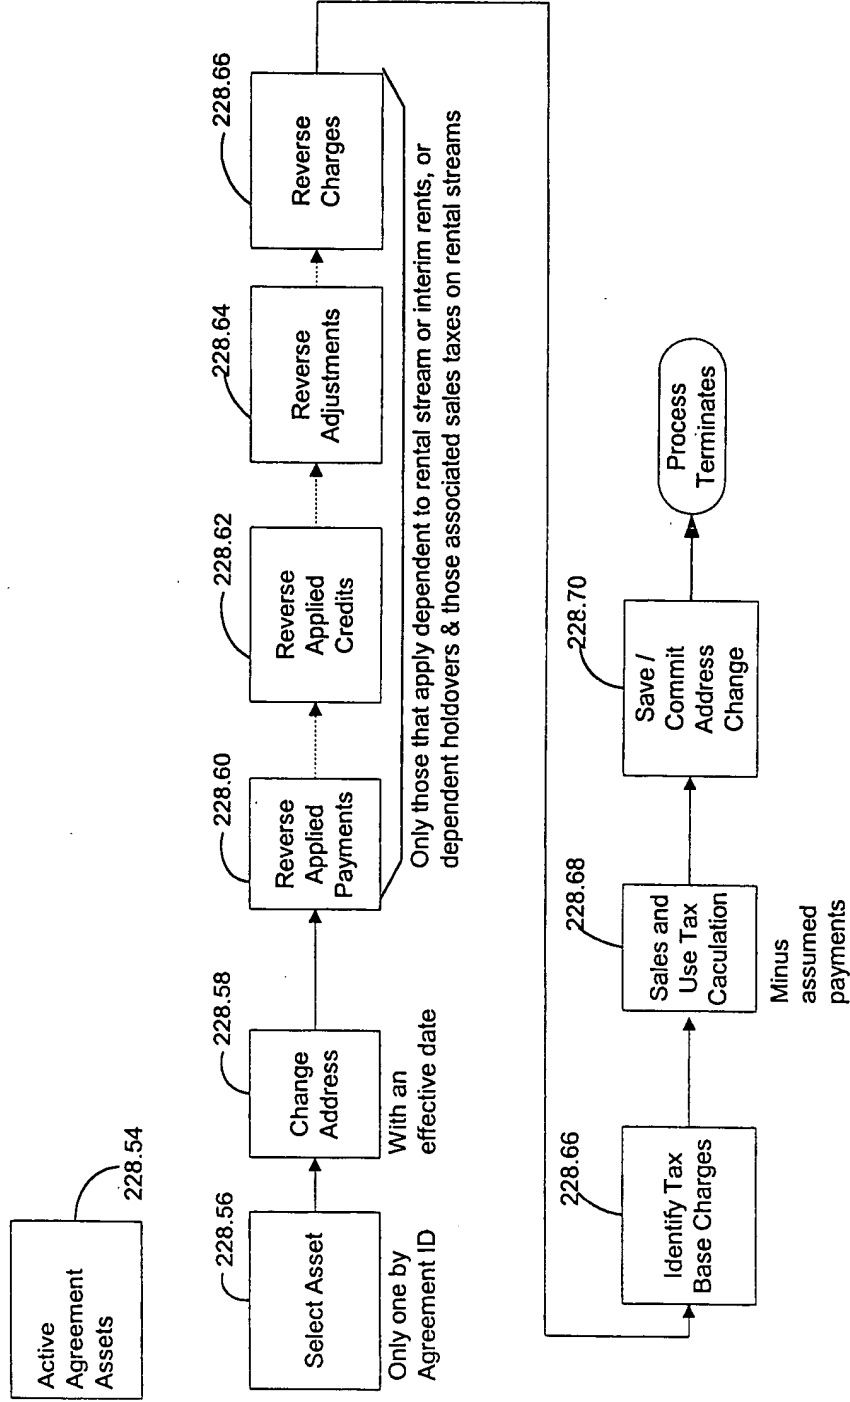 Active
Agreement
Assets
228.54
228.56
Select Asset
Only one by
Agreement ID
228.58
Change
Address
With an
effective date
228.60
Reverse
Applied
Payments
228.62
Reverse
Applied
Credits
228.64
Reverse
Adjustments
228.66
Reverse
Charges
Only those that apply dependent to rental stream or interim rents, or
dependent holdovers & those associated sales taxes on rental streams
228.66
Identify Tax
Base Charges
228.68
Sales and
Use Tax
Caculation
Minus
assumed
payments
228.70
Save /
Commit
Address
Change
Process
Terminates